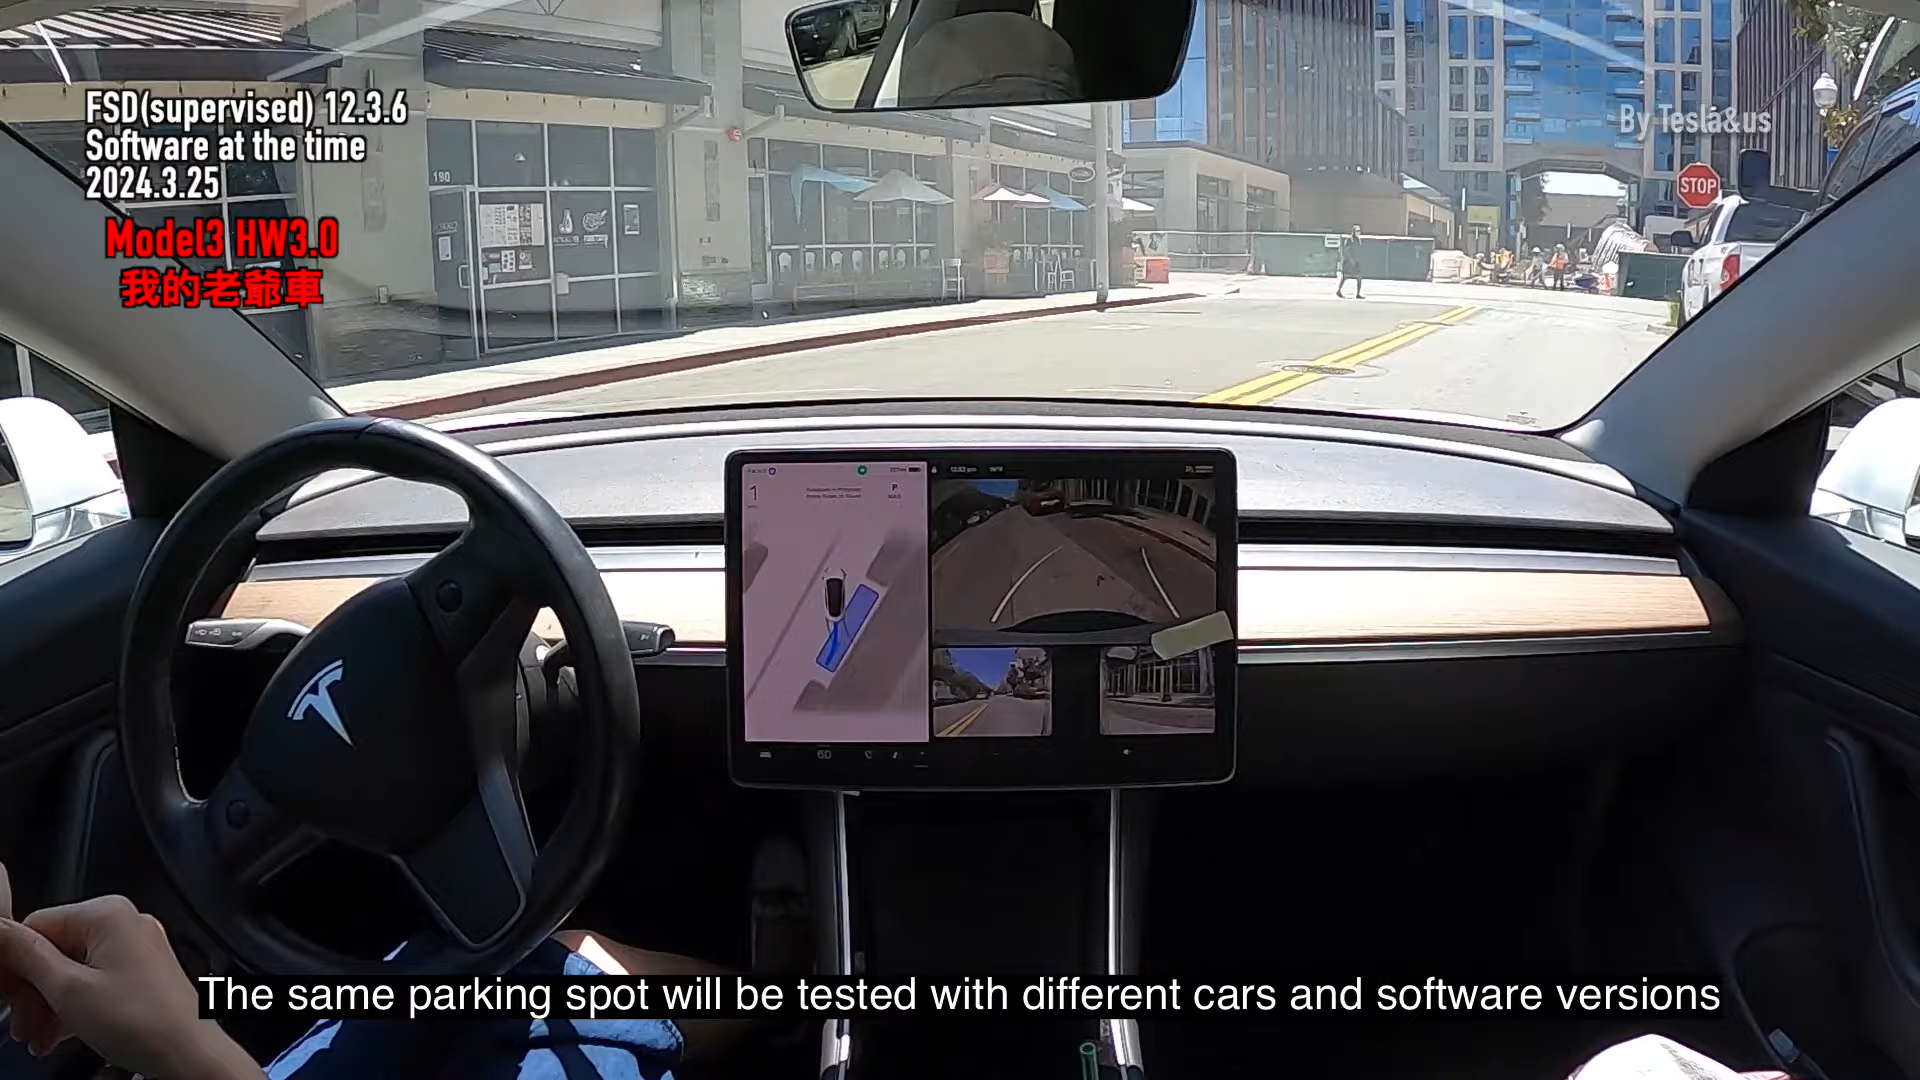 FSD(supervised) 12.3.6
Software at the time
2024.3.25
Model3 HW3.0
我的老爺車
By Tesla&us
STOP
190
1
P
60
The same parking spot will be tested with different cars and software versions